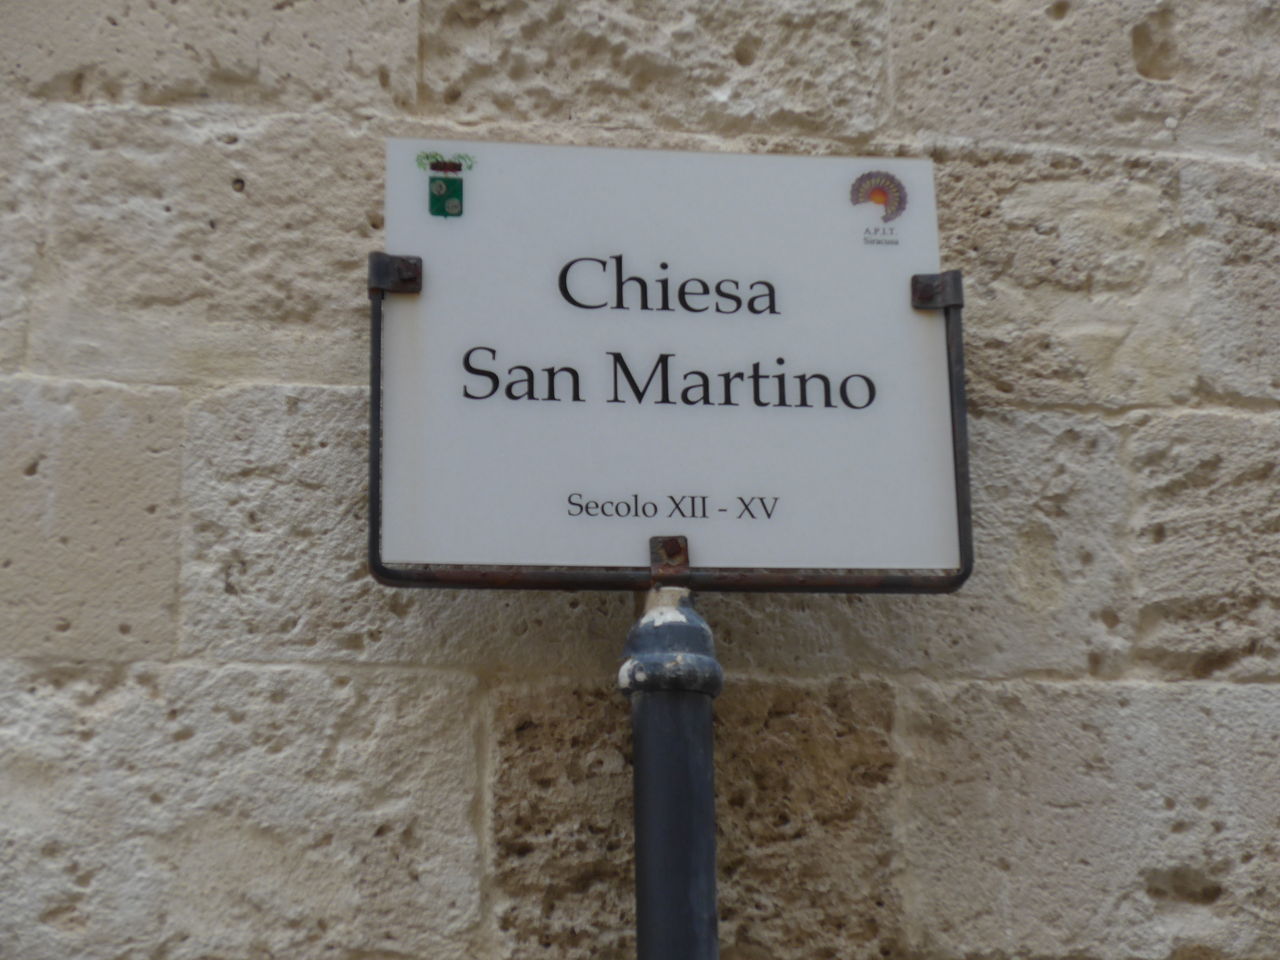 A.P.I.T.
Siracusa
Chiesa
San Martino
Secolo XII - XV